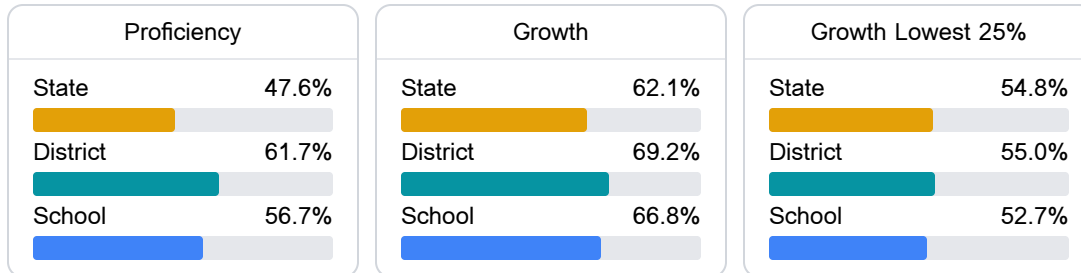 Proficiency
State 47.6%
District 61.7%
School 56.7%
Growth
State 62.1%
District 69.2%
School 66.8%
Growth Lowest 25%
State 54.8%
District 55.0%
School 52.7%